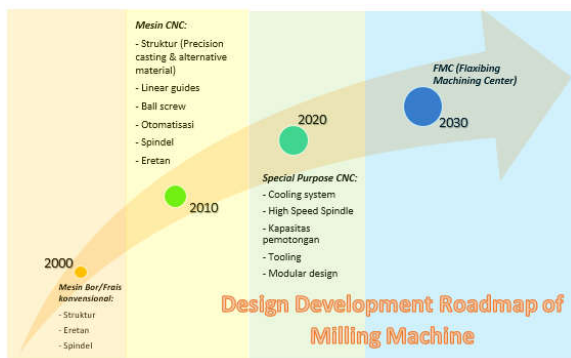 Mesin CNC:
- Struktur (Precision
casting & alternative
material)
- Linear guides
- Ball screw
- Otomatisasi
- Spindel
- Eretan
FMC (Flaxibing
Machining Center)
2020
2030
2010
Special Purpose CNC:
- Cooling system
- High Speed Spindle
- Kapasitas
pemotongan
- Tooling
- Modular design
2000
Mesin Bor/Frais
konvensional:
- Struktur
- Eretan
- Spindel
Design Development Roadmap of
Milling Machine